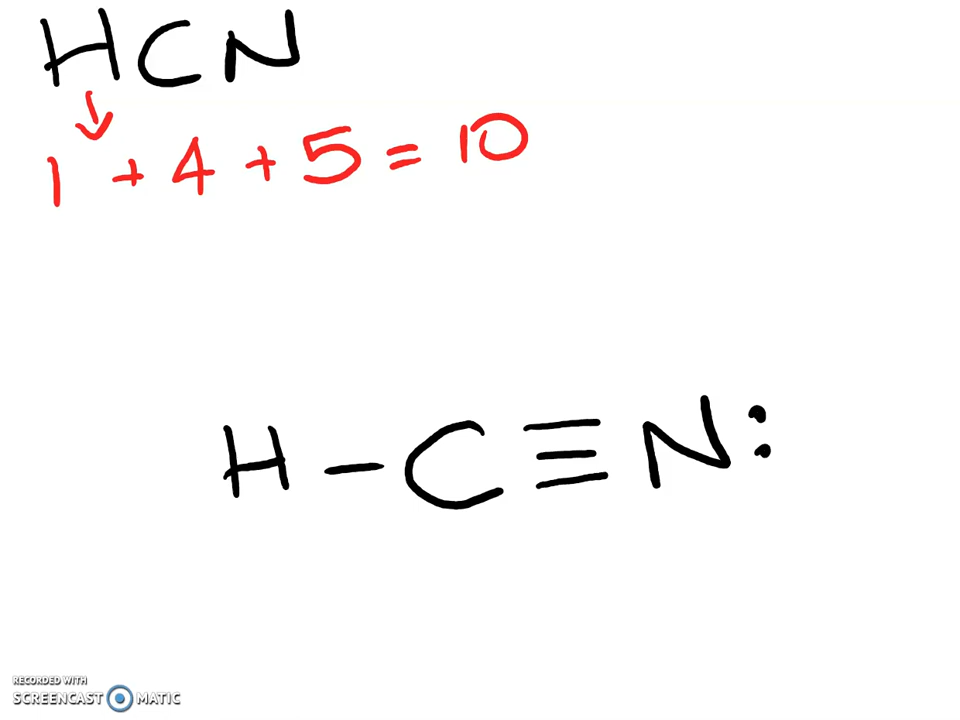 HCN
1 + 4 + 5 = 10
H - C ≡ N:
RECORDED WITH
SCREENCAST MATIC